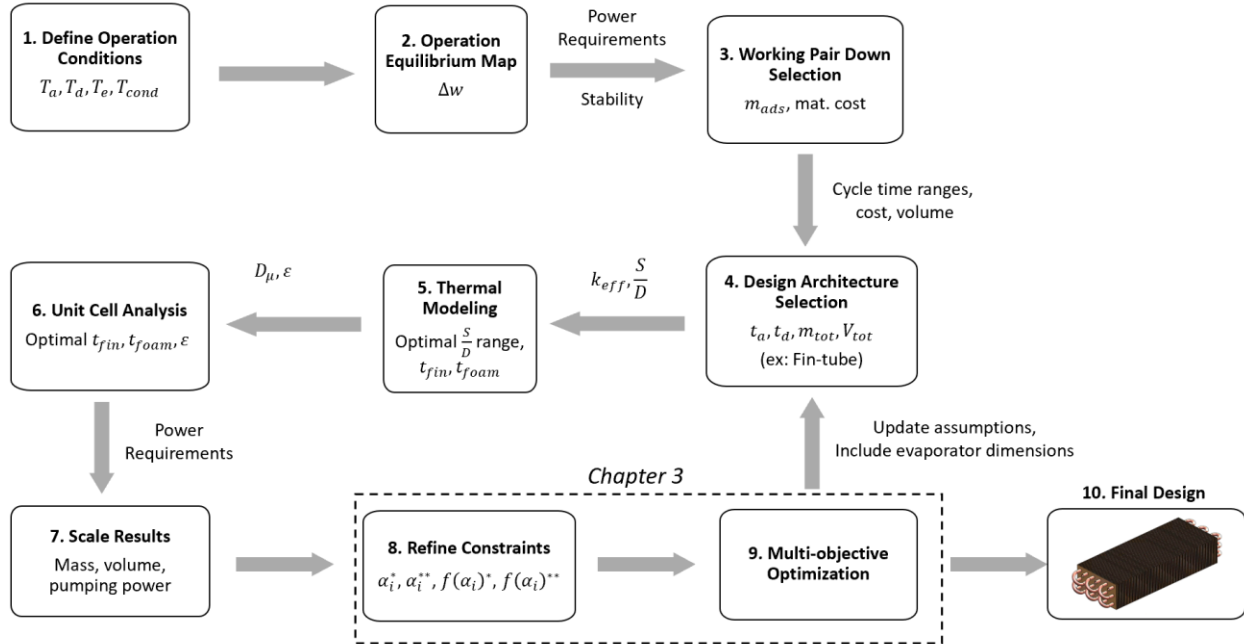 1. Define Operation
Conditions
T_a, T_d, T_e, T_cond
2. Operation
Equilibrium Map
Δw
Power
Requirements
Stability
3. Working Pair Down
Selection
m_ads, mat. cost
Cycle time ranges,
cost, volume
4. Design Architecture
Selection
t_a, t_d, m_tot, V_tot
(ex: Fin-tube)
k_eff, S/D
5. Thermal
Modeling
Optimal S/D range,
t_fin, t_foam
D_μ, ε
6. Unit Cell Analysis
Optimal t_fin, t_foam, ε
Power
Requirements
7. Scale Results
Mass, volume,
pumping power
Chapter 3
8. Refine Constraints
α_i^*, α_i^**, f(α_i)^*, f(α_i)^**
9. Multi-objective
Optimization
Update assumptions,
Include evaporator dimensions
10. Final Design